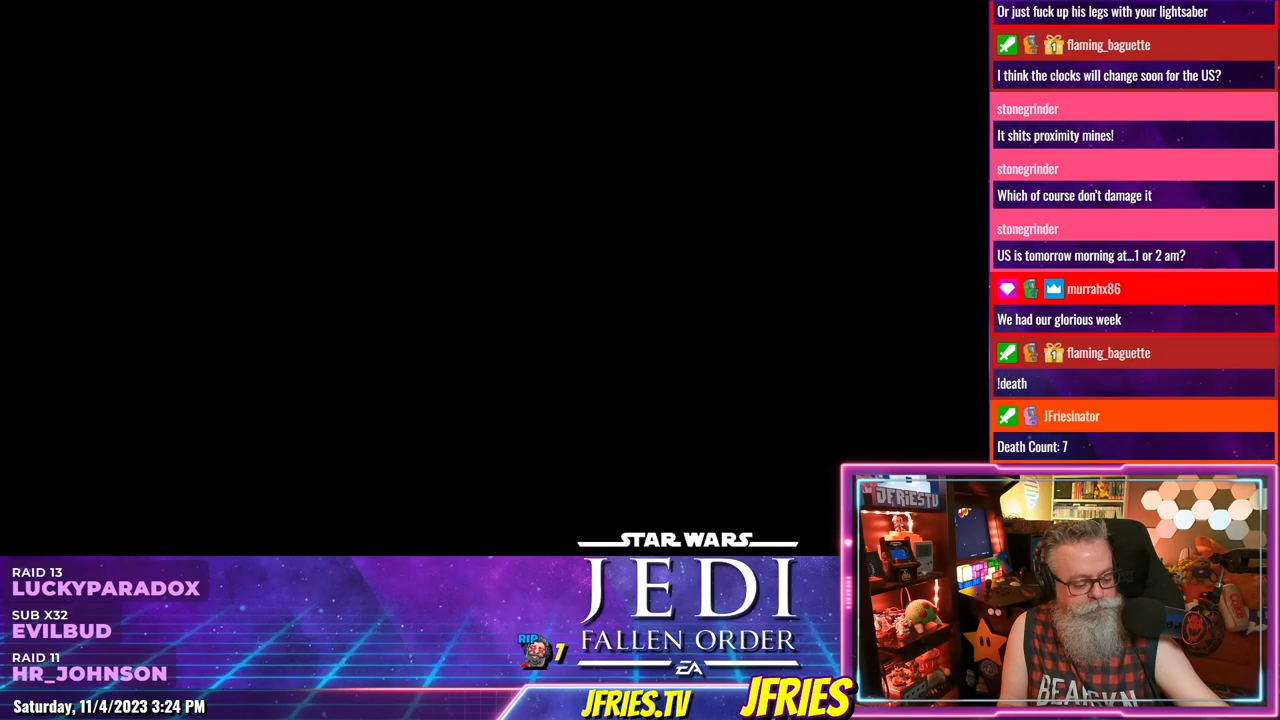 Or just fuck up his legs with your lightsaber
1 flaming_baguette
I think the clocks will change soon for the US?
stonegrinder
It shits proximity mines!
stonegrinder
Which of course don't damage it
stonegrinder
US is tomorrow morning at...1 or 2 am?
murrahx86
We had our glorious week
1 flaming_baguette
!death
JFriesinator
Death Count: 7
DFRIESTV
RAID 13
LUCKYPARADOX
SUB X32
EVILBUD
RAID 11
HR_JOHNSON
Saturday, 11/4/2023 3:24 PM
RIP 7
STAR WARS
JEDI
FALLEN ORDER
EA
JFRIES.TV
JFRIES